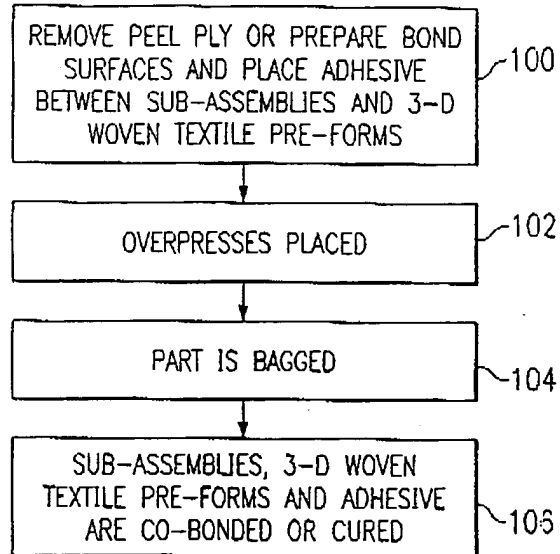 REMOVE PEEL PLY OR PREPARE BOND
SURFACES AND PLACE ADHESIVE
BETWEEN SUB-ASSEMBLIES AND 3-D
WOVEN TEXTILE PRE-FORMS
100
OVERPRESSES PLACED
102
PART IS BAGGED
104
SUB-ASSEMBLIES, 3-D WOVEN
TEXTILE PRE-FORMS AND ADHESIVE
ARE CO-BONDED OR CURED
106